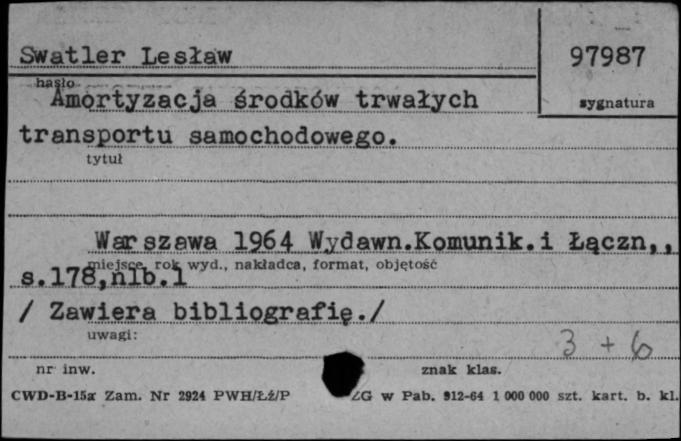 Swatler Lesław
97987
hasło
sygnatura
Amortyzacja środków trwałych
transportu samochodowego.
tytuł
Warszawa 1964 Wydawn.Komunik.i Łączn,,
miejsce, rok wyd., nakładca, format, objętość
s.178,nlb.1
/ Zawiera bibliografię./
uwagi:
3 + 6
nr inw.
znak klas.
CWD-B-15a Zam. Nr 2924 PWH/Łź/P ZG w Pab. 912-64 1 000 000 szt. kart. b. kl.